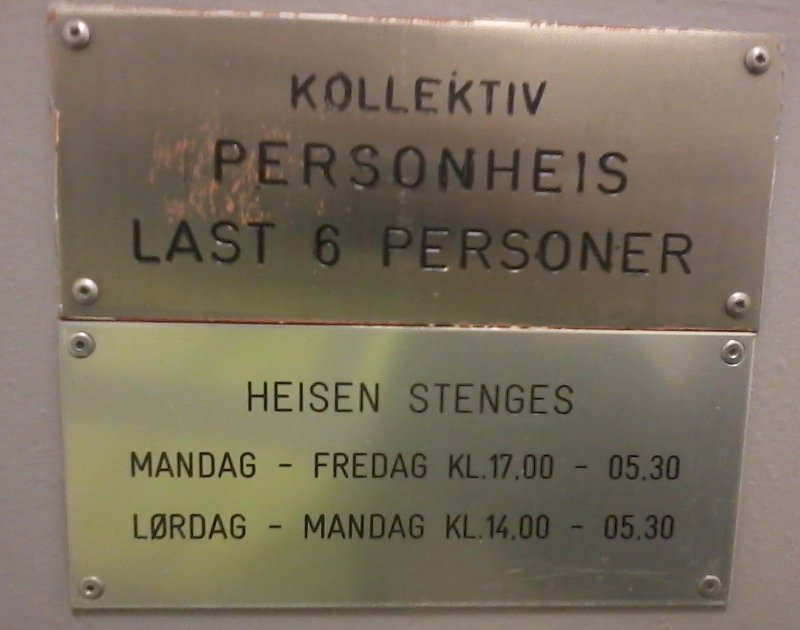 KOLLEKTIV
PERSONHEIS
LAST 6 PERSONER
HEISEN STENGES
MANDAG - FREDAG KL.17.00 - 05.30
LØRDAG - MANDAG KL.14.00 - 05.30